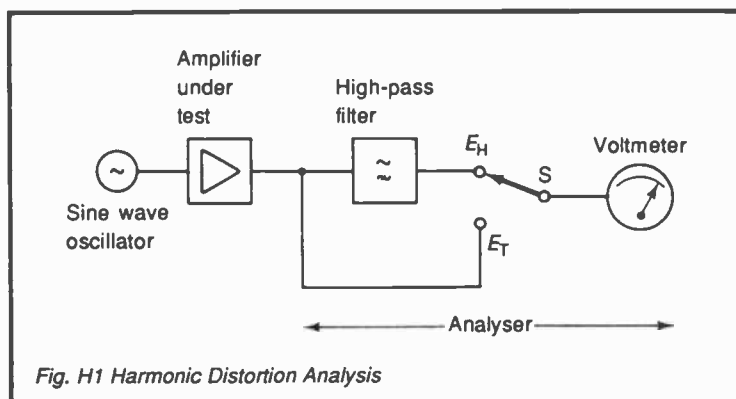 Amplifier
under
test
High-pass
filter
E_H
S
Voltmeter
Sine wave
oscillator
E_T
Analyser
Fig. H1 Harmonic Distortion Analysis